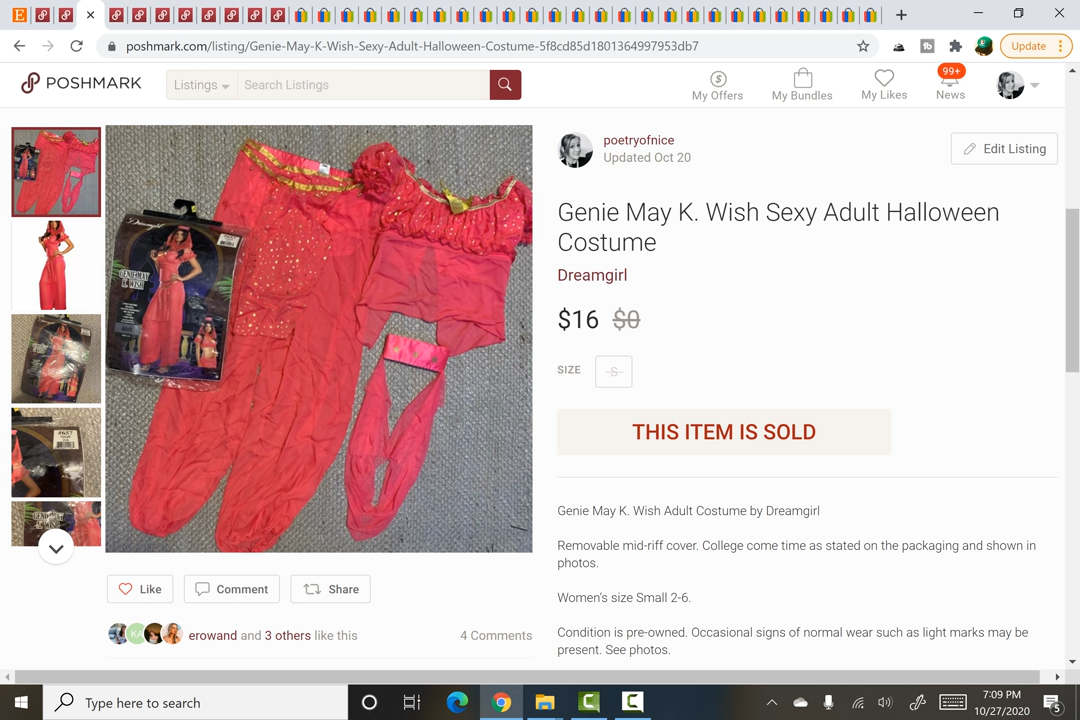 poshmark.com/listing/Genie-May-K-Wish-Sexy-Adult-Halloween-Costume-5f8cd85d1801364997953db7
Update
POSHMARK
Listings
Search Listings
My Offers
My Bundles
My Likes
99+
News
poetryofnice
Updated Oct 20
Edit Listing
Genie May K. Wish Sexy Adult Halloween
Costume
Dreamgirl
$16 $0
SIZE
S
THIS ITEM IS SOLD
Genie May K. Wish Adult Costume by Dreamgirl
Removable mid-riff cover. College come time as stated on the packaging and shown in
photos.
Women's size Small 2-6.
Condition is pre-owned. Occasional signs of normal wear such as light marks may be
present. See photos.
Dreamgirl
GENIE MAY
K. WISH
Like
Comment
Share
KA
erowand and 3 others like this
4 Comments
Type here to search
7:09 PM
10/27/2020
5